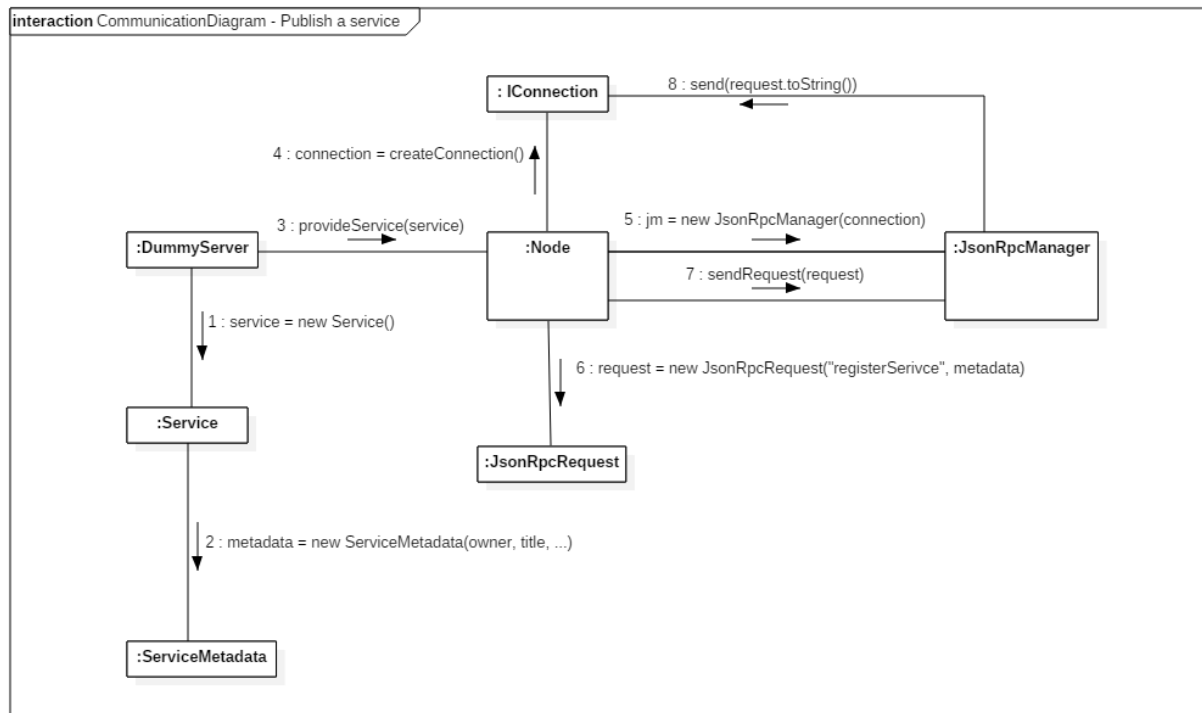 interaction CommunicationDiagram - Publish a service
: IConnection
8 : send(request.toString())
4 : connection = createConnection()
3 : provideService(service)
5 : jm = new JsonRpcManager(connection)
:DummyServer
:Node
:JsonRpcManager
7 : sendRequest(request)
1 : service = new Service()
6 : request = new JsonRpcRequest("registerSerivce", metadata)
:Service
:JsonRpcRequest
2 : metadata = new ServiceMetadata(owner, title, ...)
:ServiceMetadata